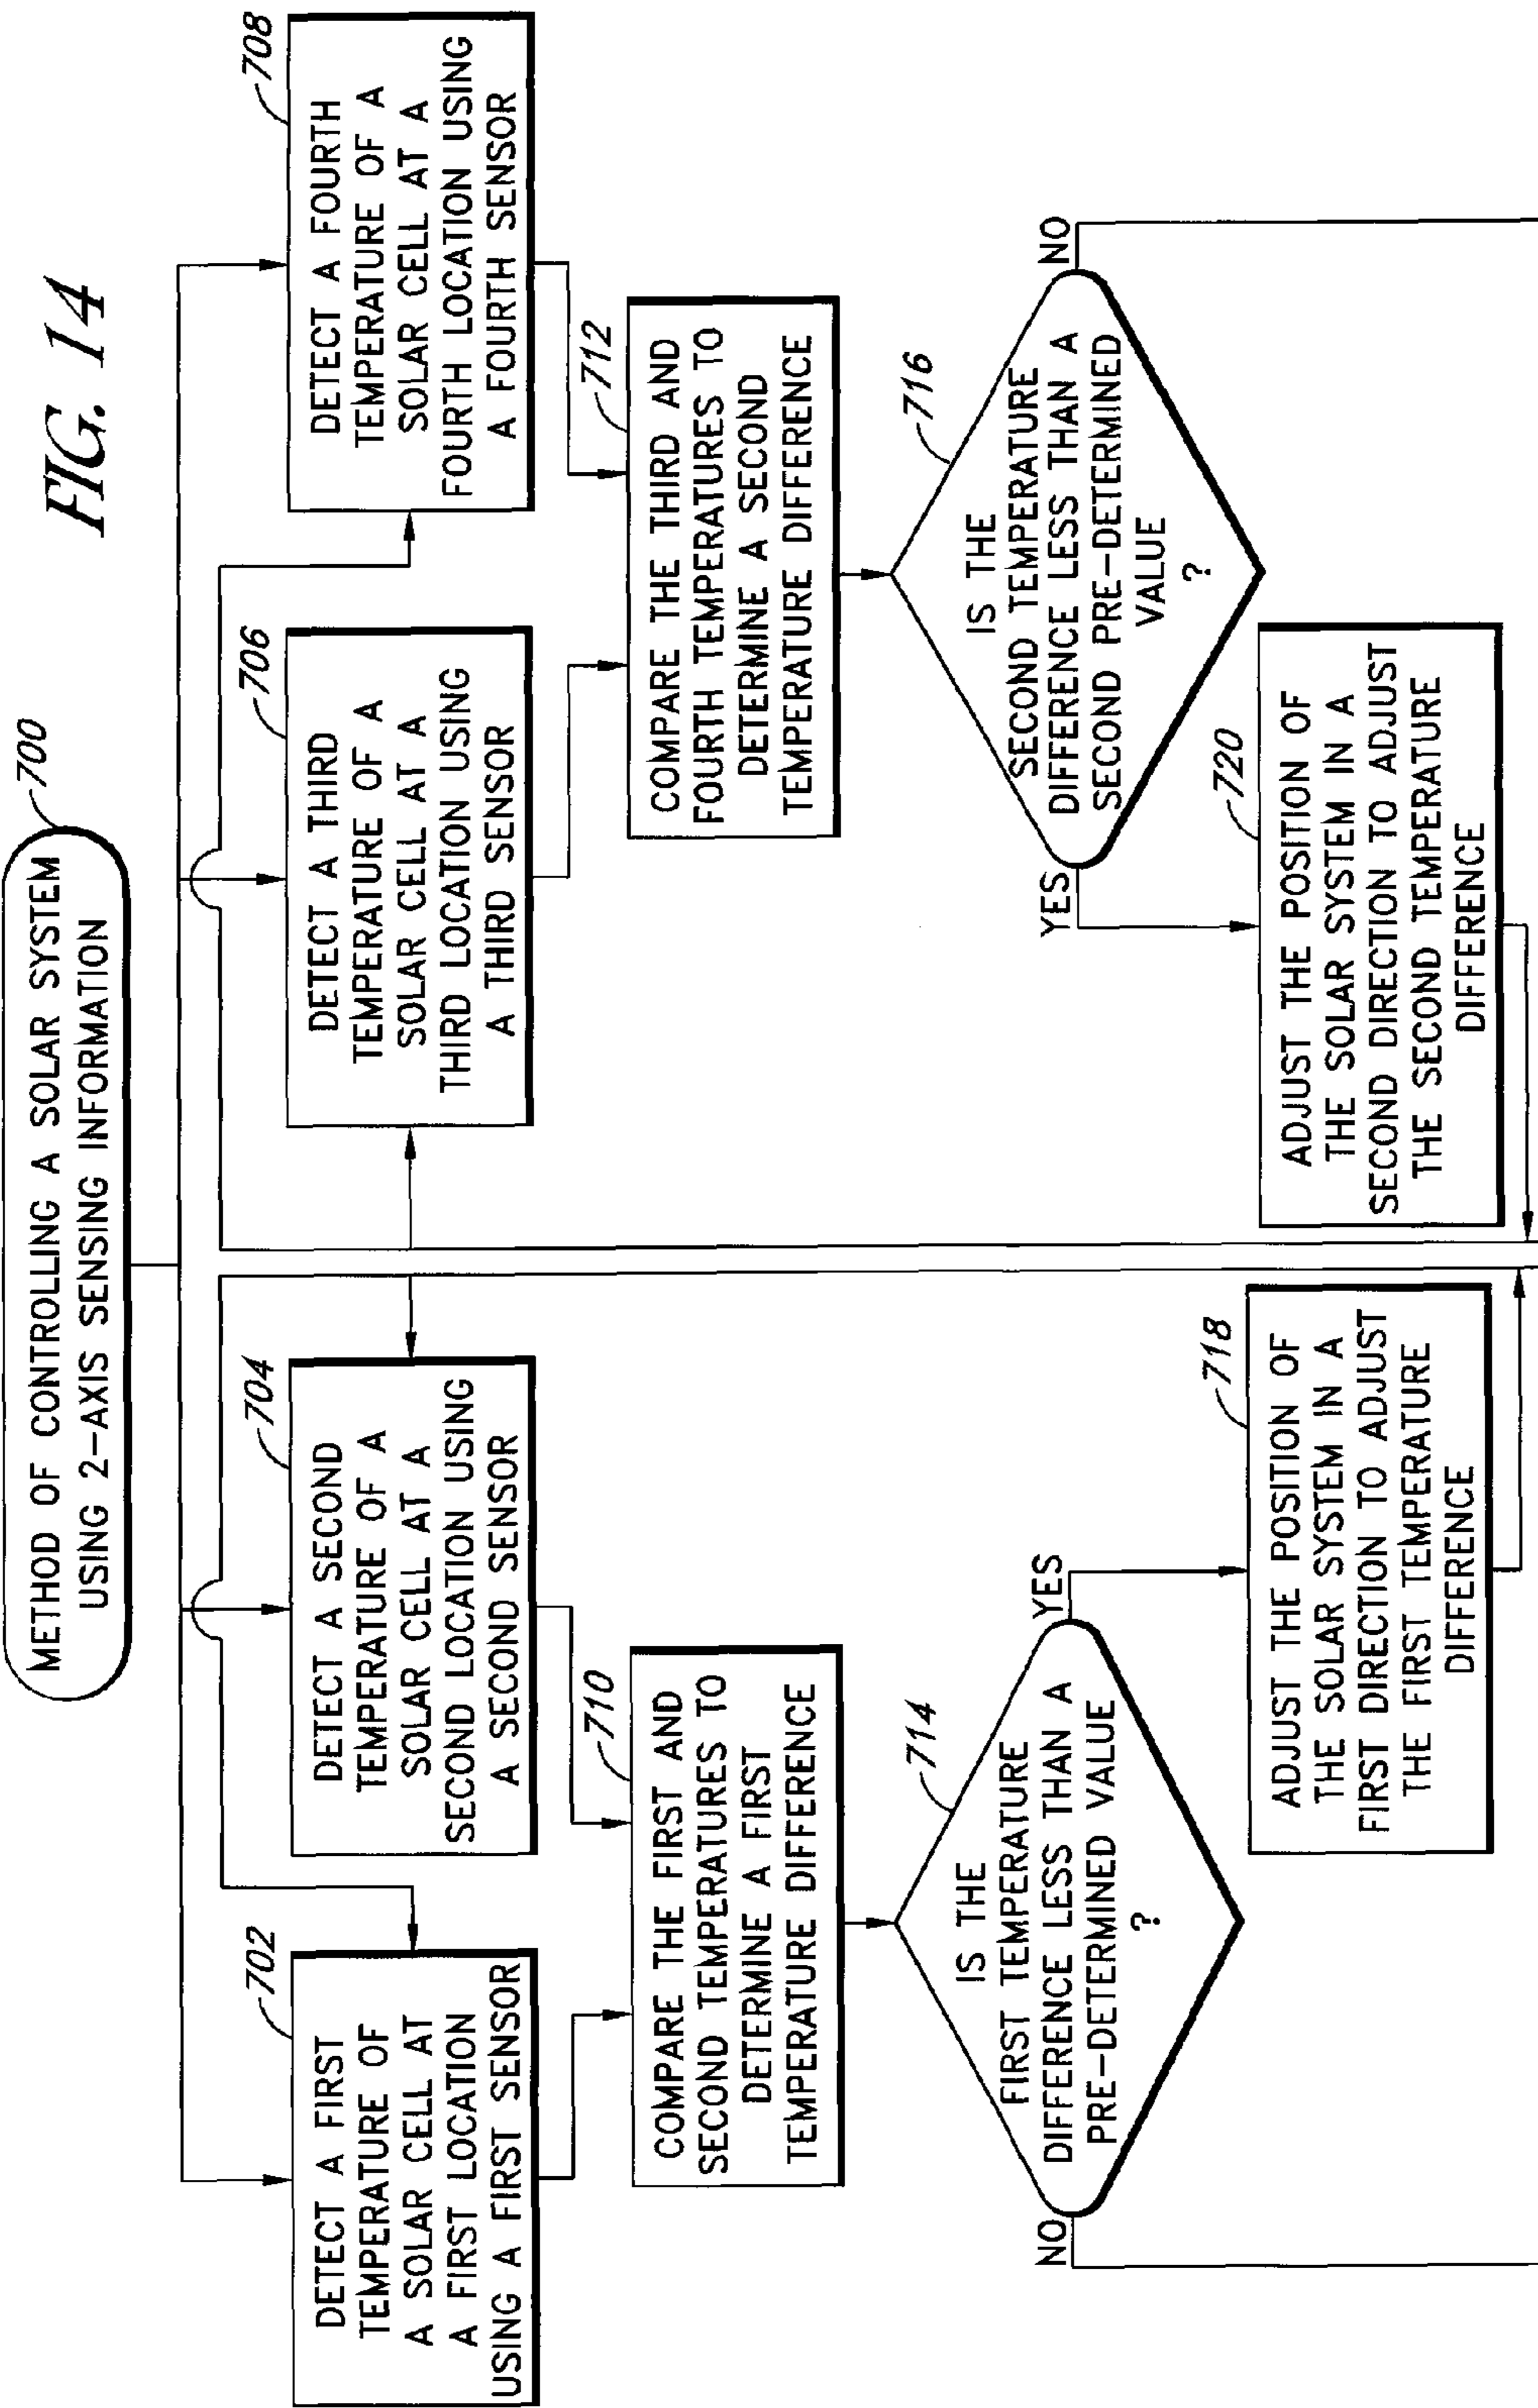 FIG. 14
METHOD OF CONTROLLING A SOLAR SYSTEM
USING 2-AXIS SENSING INFORMATION
700
DETECT A FIRST
TEMPERATURE OF
A SOLAR CELL AT
A FIRST LOCATION
USING A FIRST SENSOR
702
DETECT A SECOND
TEMPERATURE OF A
SOLAR CELL AT A
SECOND LOCATION USING
A SECOND SENSOR
704
DETECT A THIRD
TEMPERATURE OF A
SOLAR CELL AT A
THIRD LOCATION USING
A THIRD SENSOR
706
DETECT A FOURTH
TEMPERATURE OF A
SOLAR CELL AT A
FOURTH LOCATION USING
A FOURTH SENSOR
708
COMPARE THE FIRST AND
SECOND TEMPERATURES TO
DETERMINE A FIRST
TEMPERATURE DIFFERENCE
710
COMPARE THE THIRD AND
FOURTH TEMPERATURES TO
DETERMINE A SECOND
TEMPERATURE DIFFERENCE
712
IS THE
FIRST TEMPERATURE
DIFFERENCE LESS THAN A
PRE-DETERMINED VALUE
?
714
NO
YES
IS THE
SECOND TEMPERATURE
DIFFERENCE LESS THAN A
SECOND PRE-DETERMINED
VALUE
?
716
YES
NO
ADJUST THE POSITION OF
THE SOLAR SYSTEM IN A
FIRST DIRECTION TO ADJUST
THE FIRST TEMPERATURE
DIFFERENCE
718
ADJUST THE POSITION OF
THE SOLAR SYSTEM IN A
SECOND DIRECTION TO ADJUST
THE SECOND TEMPERATURE
DIFFERENCE
720